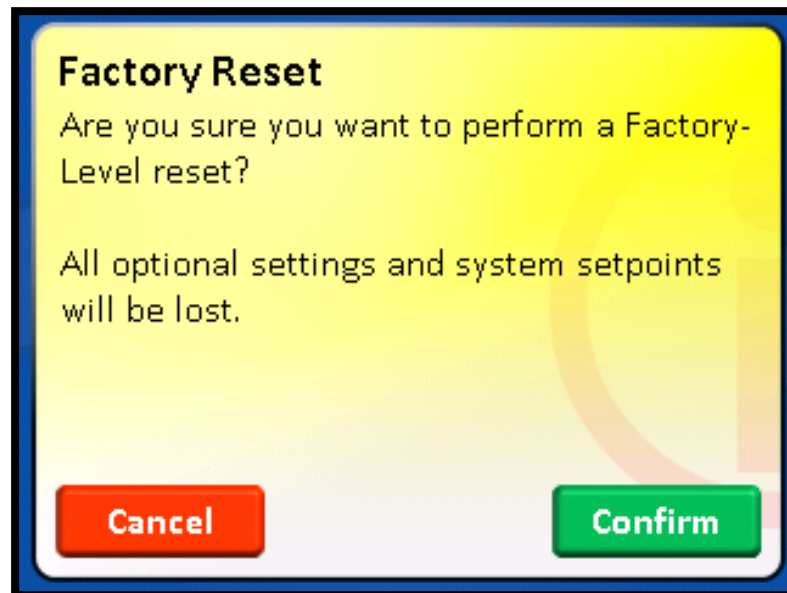 Factory Reset
Are you sure you want to perform a Factory-
Level reset?
All optional settings and system setpoints
will be lost.
Cancel
Confirm